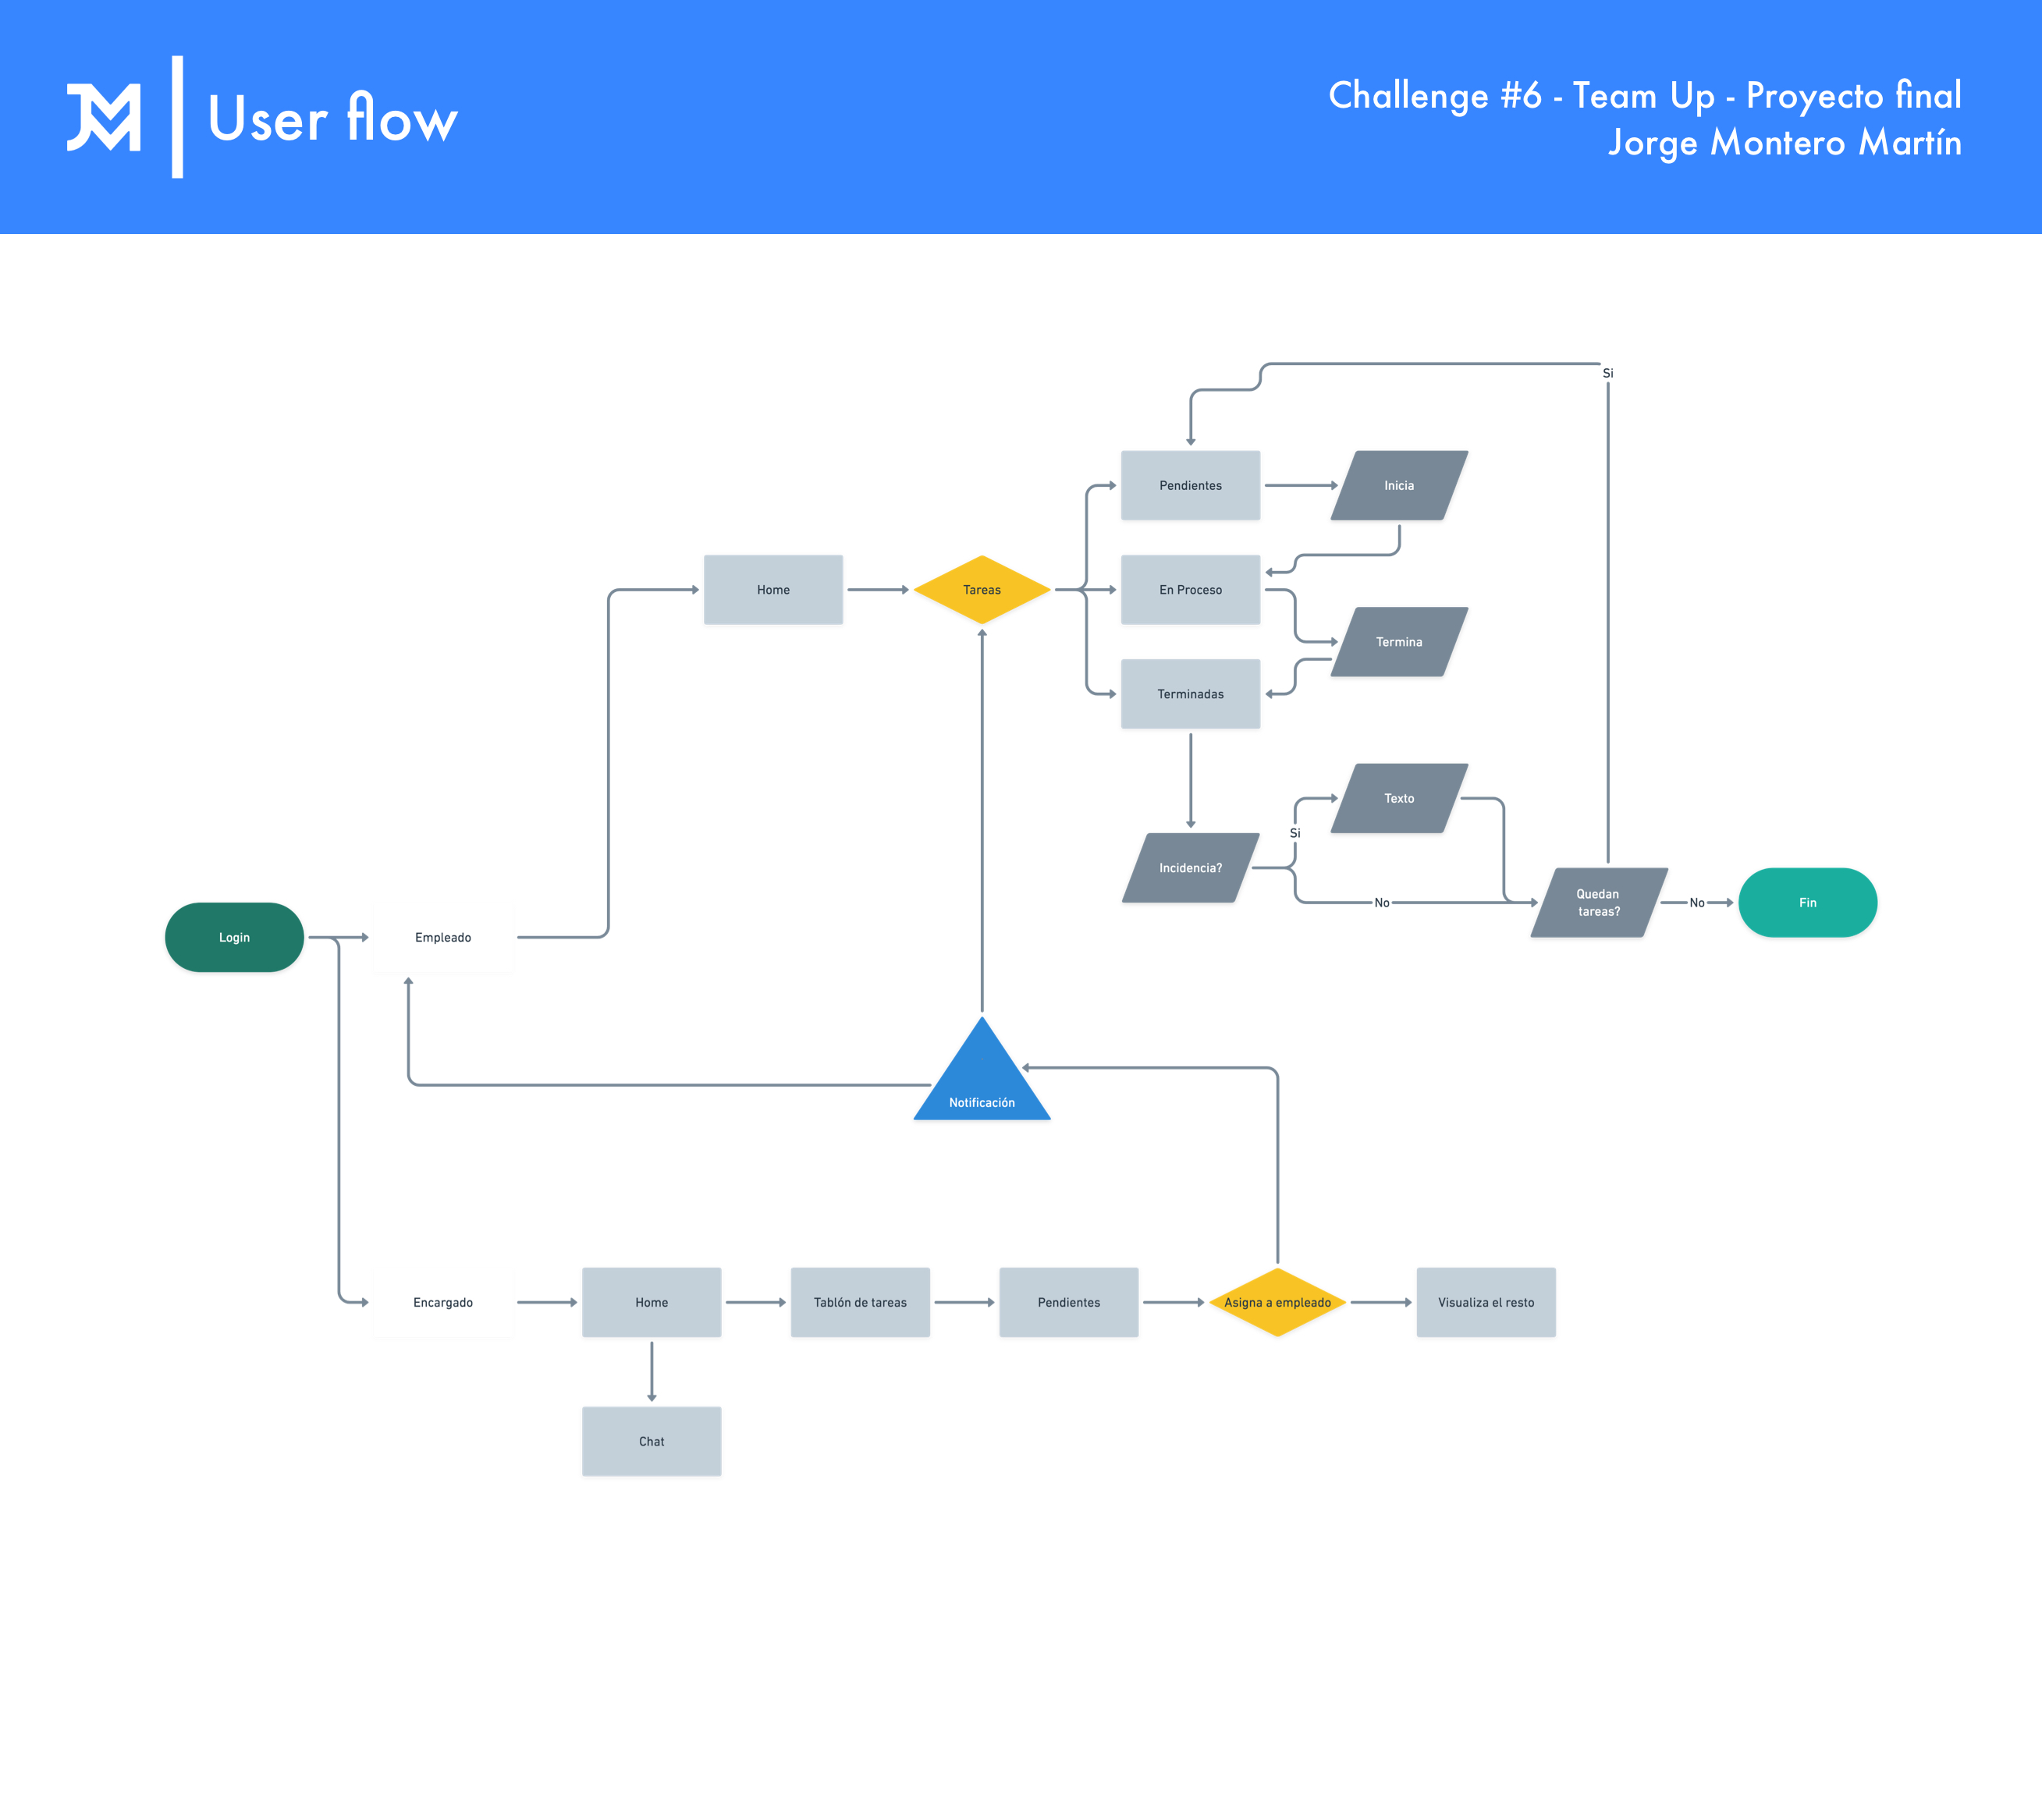 JM
User flow
Challenge #6 - Team Up - Proyecto final
Jorge Montero Martín
Si
Pendientes
Inicia
Home
Tareas
En Proceso
Termina
Terminadas
Texto
Si
Incidencia?
Quedan
tareas?
No
No
Fin
Login
Empleado
Notificación
Encargado
Home
Tablón de tareas
Pendientes
Asigna a empleado
Visualiza el resto
Chat